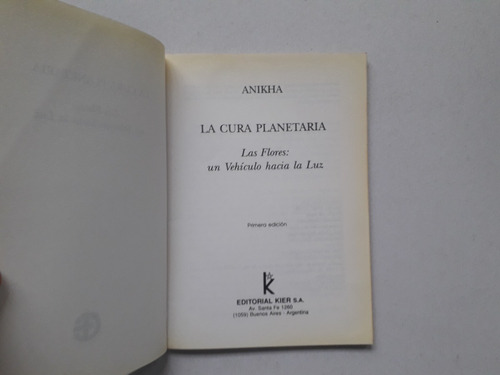 ANIKHA
LA CURA PLANETARIA
Las Flores:
un Vehículo hacia la Luz
Primera edición
k
EDITORIAL KIER S.A.
Av. Santa Fe 1260
(1059) Buenos Aires - Argentina